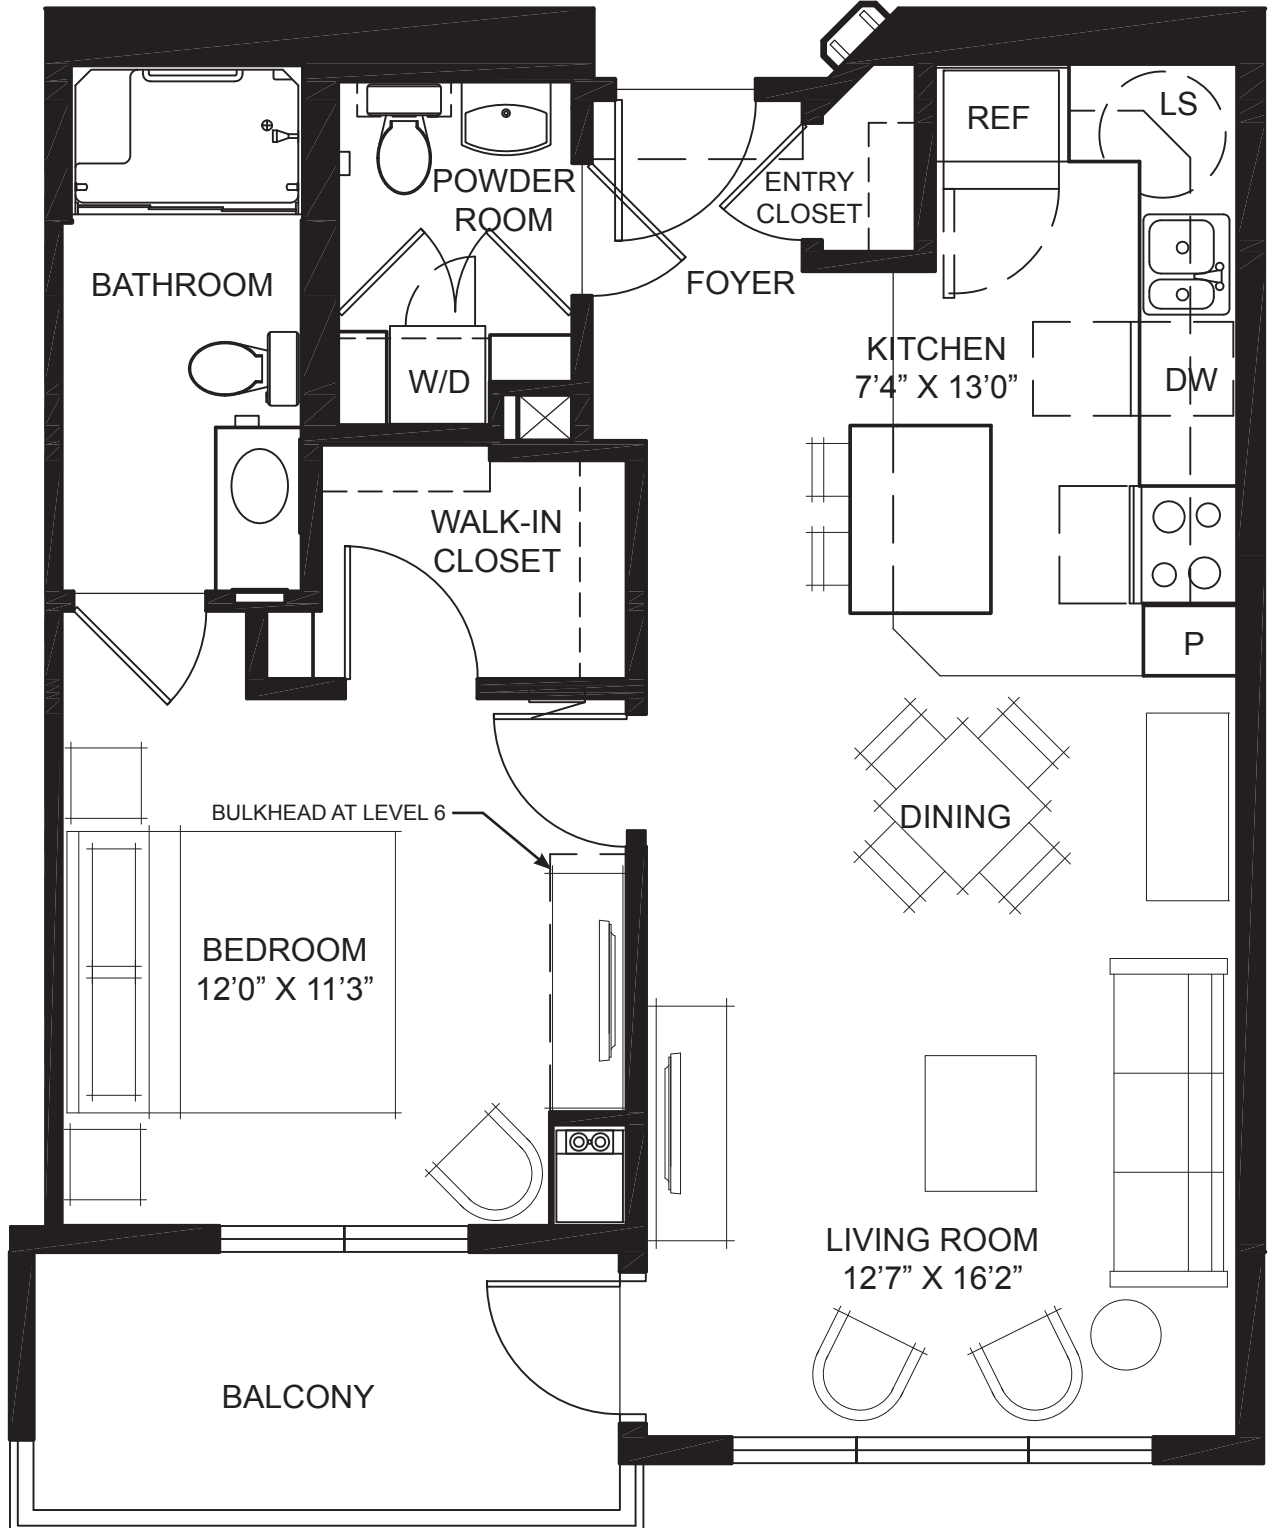 LS
REF
POWDER
ROOM
ENTRY
CLOSET
BATHROOM
FOYER
KITCHEN
7’4” X 13’0”
W/D
DW
WALK-IN
CLOSET
P
BULKHEAD AT LEVEL 6
DINING
BEDROOM
12’0” X 11’3”
LIVING ROOM
12’7” X 16’2”
BALCONY